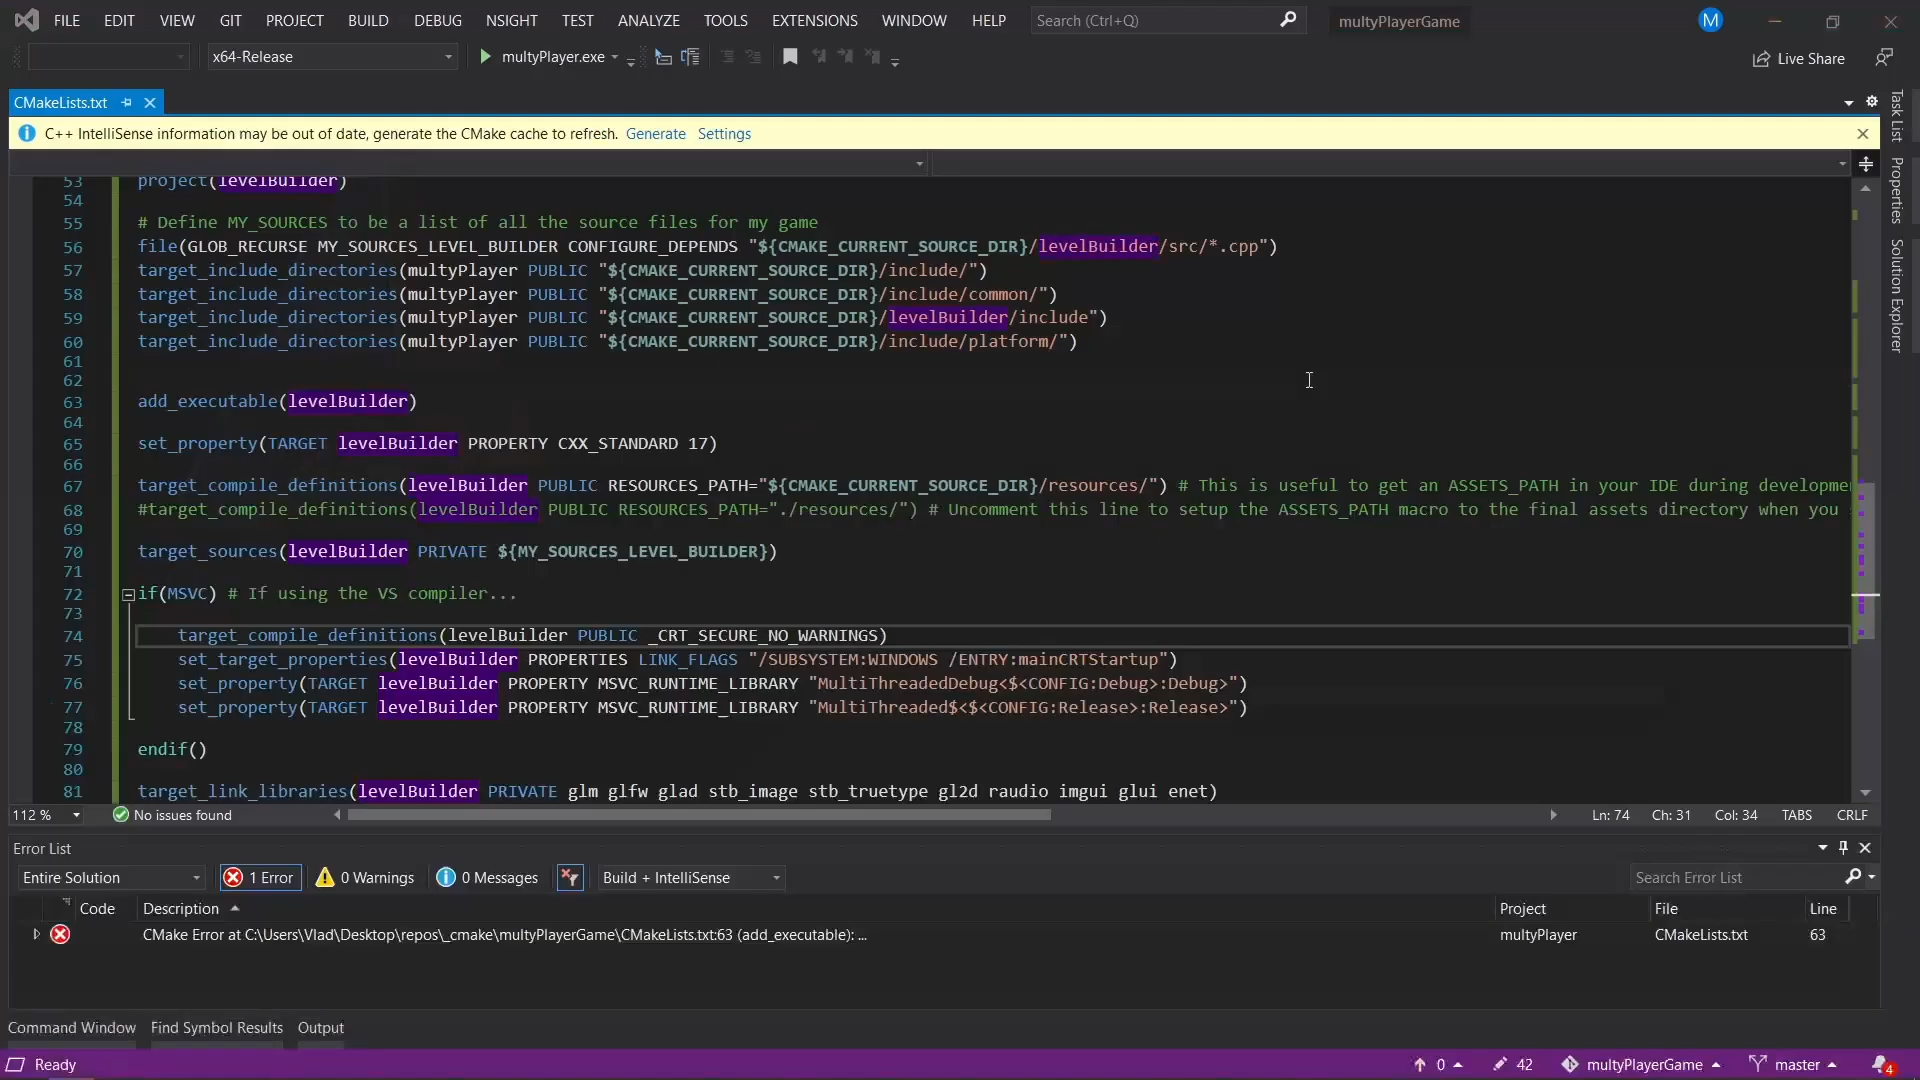 FILE EDIT VIEW GIT PROJECT BUILD DEBUG NSIGHT TEST ANALYZE TOOLS EXTENSIONS WINDOW HELP Search (Ctrl+Q) multyPlayerGame M
x64-Release multyPlayer.exe Live Share
CMakeLists.txt
C++ IntelliSense information may be out of date, generate the CMake cache to refresh. Generate Settings
53 project(levelBuilder)
54
55 # Define MY_SOURCES to be a list of all the source files for my game
56 file(GLOB_RECURSE MY_SOURCES_LEVEL_BUILDER CONFIGURE_DEPENDS "${CMAKE_CURRENT_SOURCE_DIR}/levelBuilder/src/*.cpp")
57 target_include_directories(multyPlayer PUBLIC "${CMAKE_CURRENT_SOURCE_DIR}/include/")
58 target_include_directories(multyPlayer PUBLIC "${CMAKE_CURRENT_SOURCE_DIR}/include/common/")
59 target_include_directories(multyPlayer PUBLIC "${CMAKE_CURRENT_SOURCE_DIR}/levelBuilder/include")
60 target_include_directories(multyPlayer PUBLIC "${CMAKE_CURRENT_SOURCE_DIR}/include/platform/")
61
62
63 add_executable(levelBuilder)
64
65 set_property(TARGET levelBuilder PROPERTY CXX_STANDARD 17)
66
67 target_compile_definitions(levelBuilder PUBLIC RESOURCES_PATH="${CMAKE_CURRENT_SOURCE_DIR}/resources/") # This is useful to get an ASSETS_PATH in your IDE during developme
68 #target_compile_definitions(levelBuilder PUBLIC RESOURCES_PATH="./resources/") # Uncomment this line to setup the ASSETS_PATH macro to the final assets directory when you
69
70 target_sources(levelBuilder PRIVATE ${MY_SOURCES_LEVEL_BUILDER})
71
72 if(MSVC) # If using the VS compiler...
73
74 target_compile_definitions(levelBuilder PUBLIC _CRT_SECURE_NO_WARNINGS)
75 set_target_properties(levelBuilder PROPERTIES LINK_FLAGS "/SUBSYSTEM:WINDOWS /ENTRY:mainCRTStartup")
76 set_property(TARGET levelBuilder PROPERTY MSVC_RUNTIME_LIBRARY "MultiThreadedDebug<$<CONFIG:Debug>:Debug>")
77 set_property(TARGET levelBuilder PROPERTY MSVC_RUNTIME_LIBRARY "MultiThreaded$<$<CONFIG:Release>:Release>")
78
79 endif()
80
81 target_link_libraries(levelBuilder PRIVATE glm glfw glad stb_image stb_truetype gl2d raudio imgui glui enet)
112 % No issues found Ln: 74 Ch: 31 Col: 34 TABS CRLF
Task List
Properties
Solution Explorer
Error List
Entire Solution 1 Error 0 Warnings 0 Messages Build + IntelliSense Search Error List
Code Description Project File Line
CMake Error at C:\Users\Vlad\Desktop\repos\_cmake\multyPlayerGame\CMakeLists.txt:63 (add_executable): ... multyPlayer CMakeLists.txt 63
Command Window Find Symbol Results Output
Ready 0 42 multyPlayerGame master 4